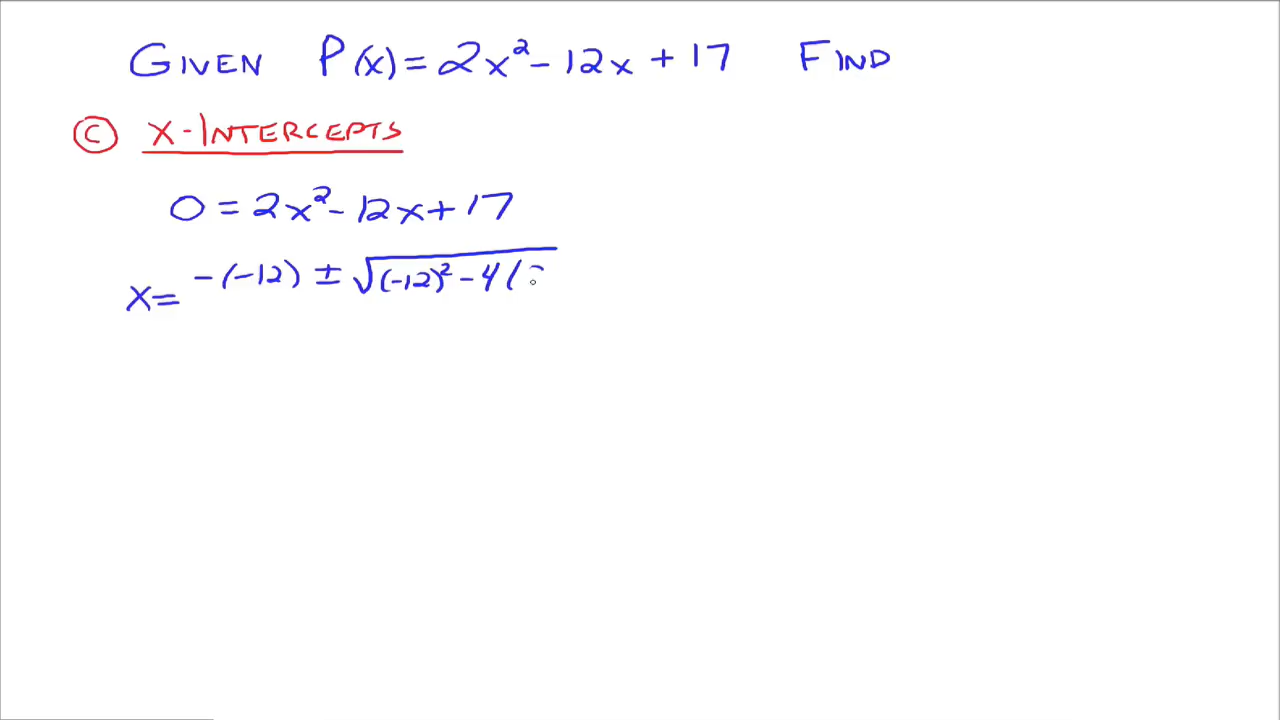 GIVEN P(x) = 2x² - 12x + 17 FIND
Ⓒ X-INTERCEPTS
0 = 2x² - 12x + 17
x = -(-12) ± √(-12)² - 4(